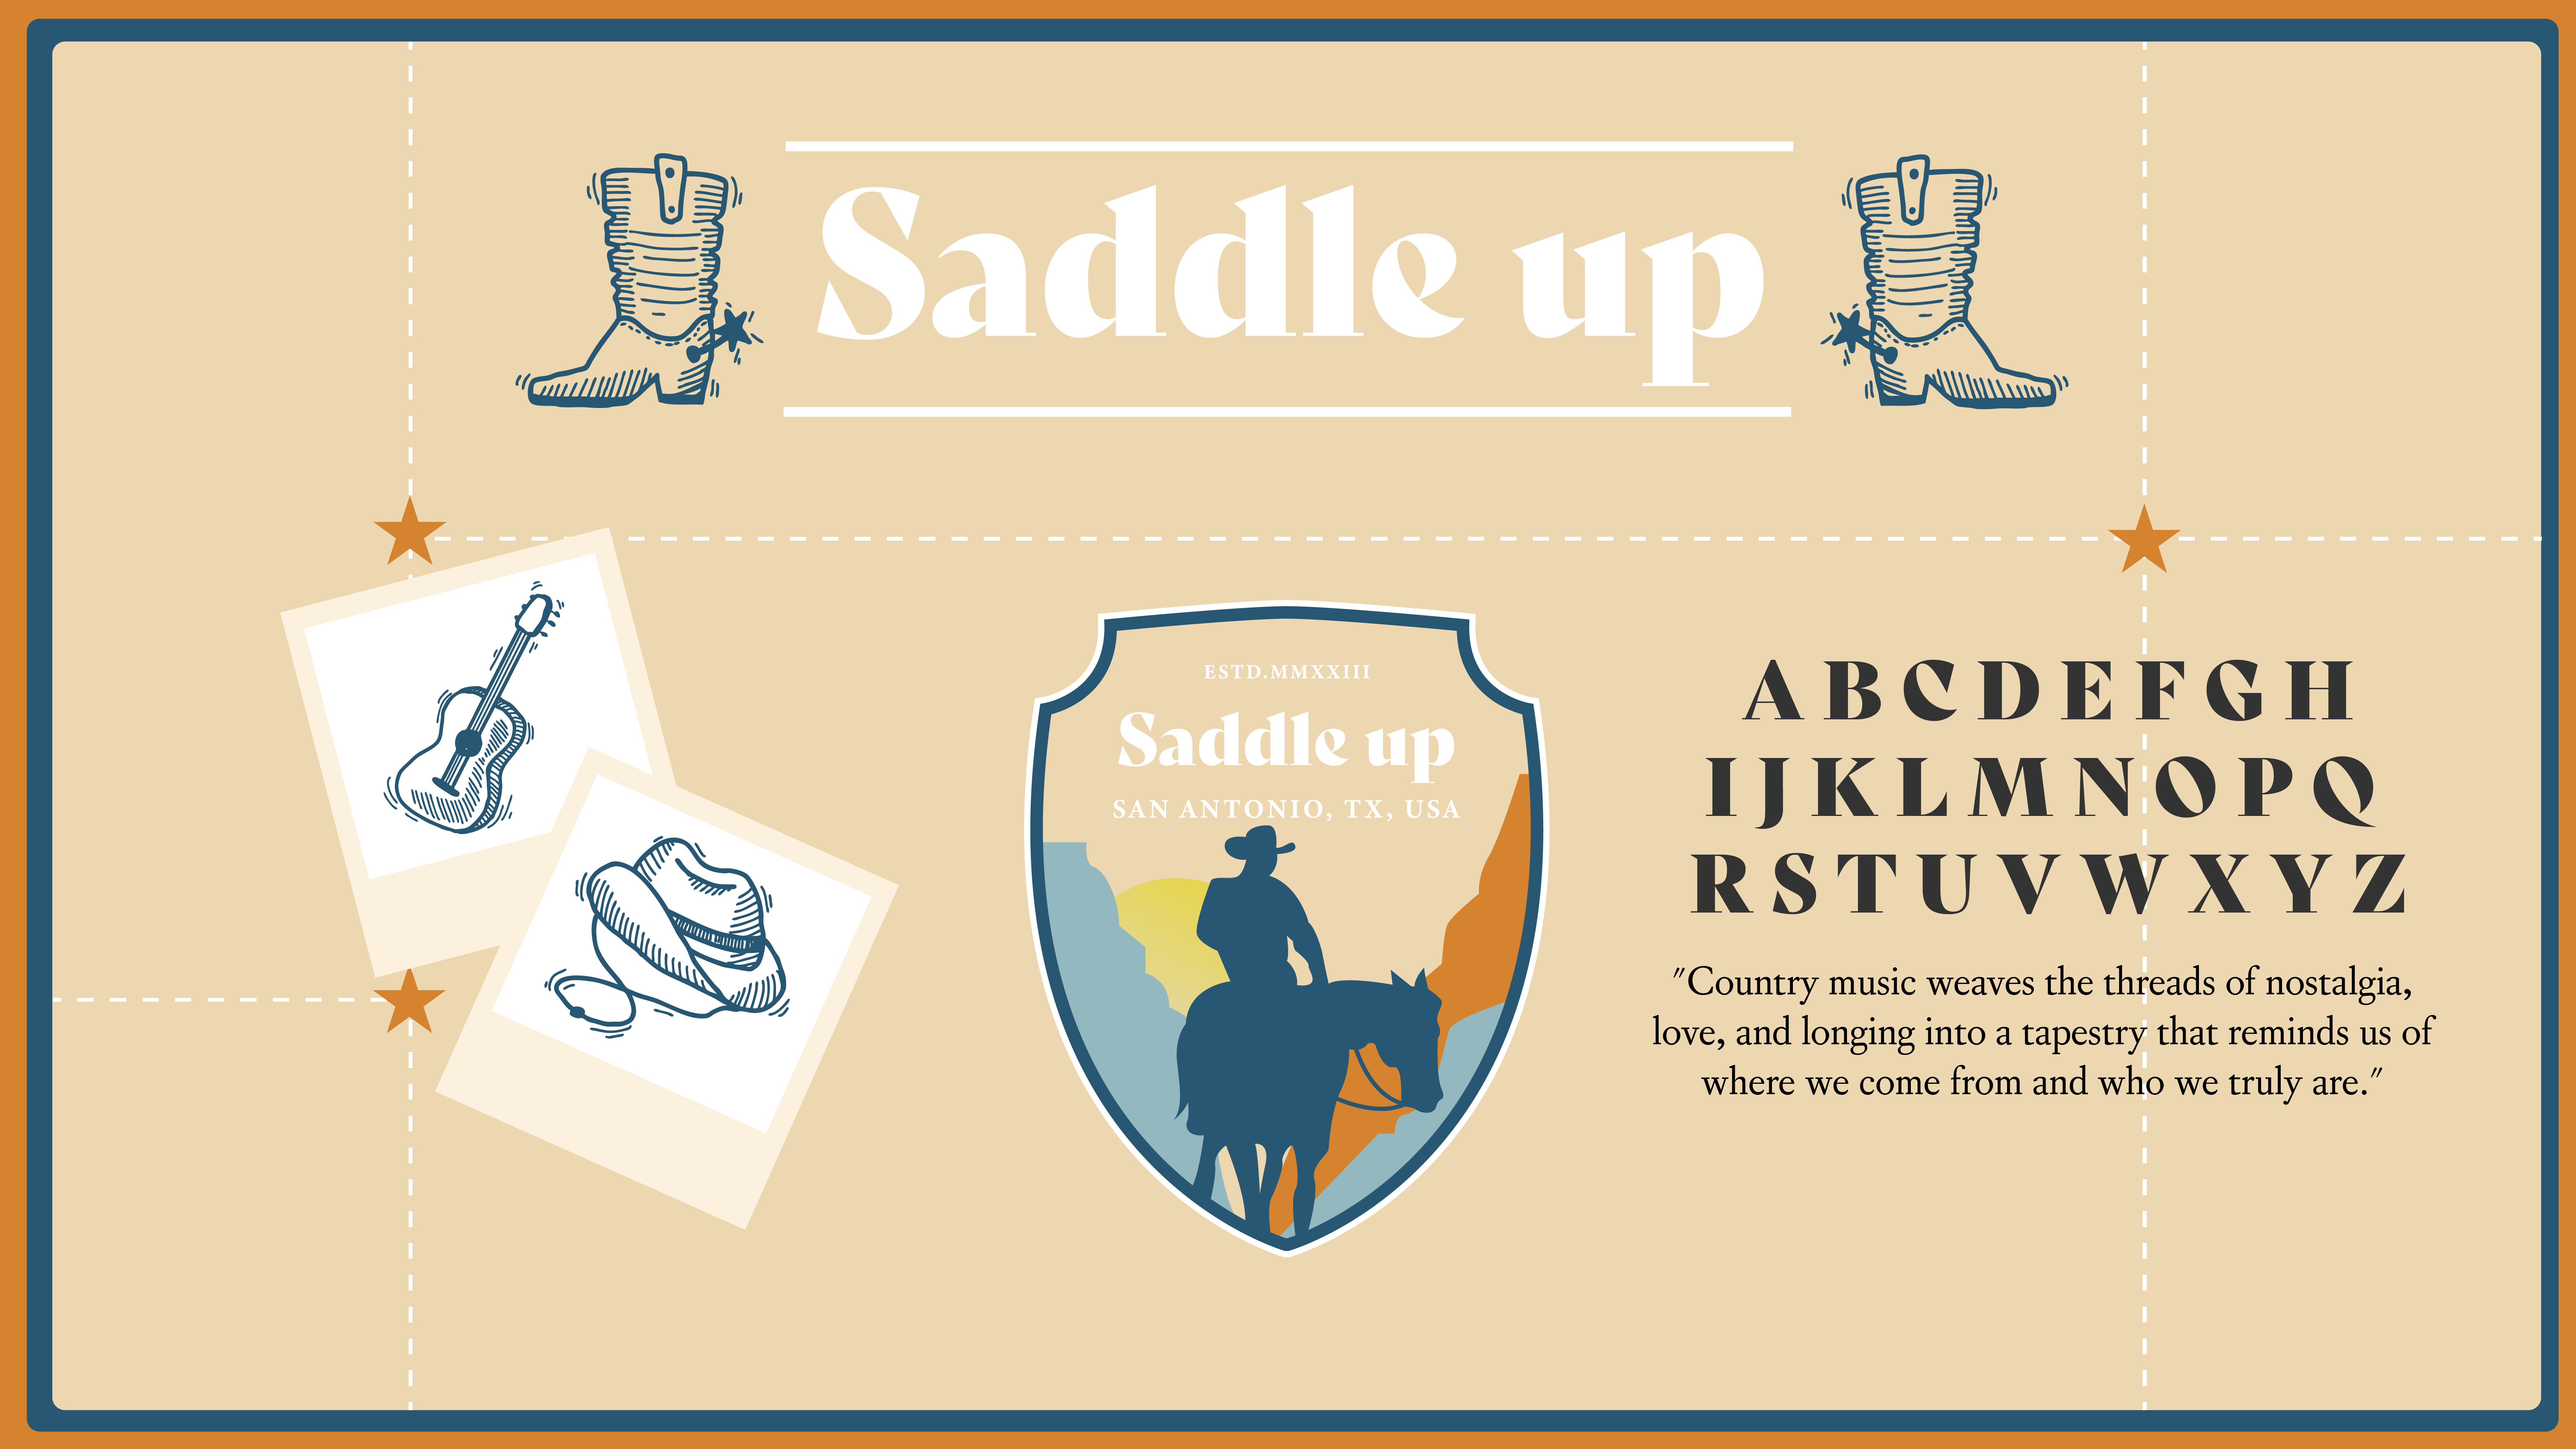 Saddle up
ESTD.MMXXIII
Saddle up
SAN ANTONIO, TX, USA
A B C D E F G H
I J K L M N O P Q
R S T U V W X Y Z
"Country music weaves the threads of nostalgia,
love, and longing into a tapestry that reminds us of
where we come from and who we truly are."